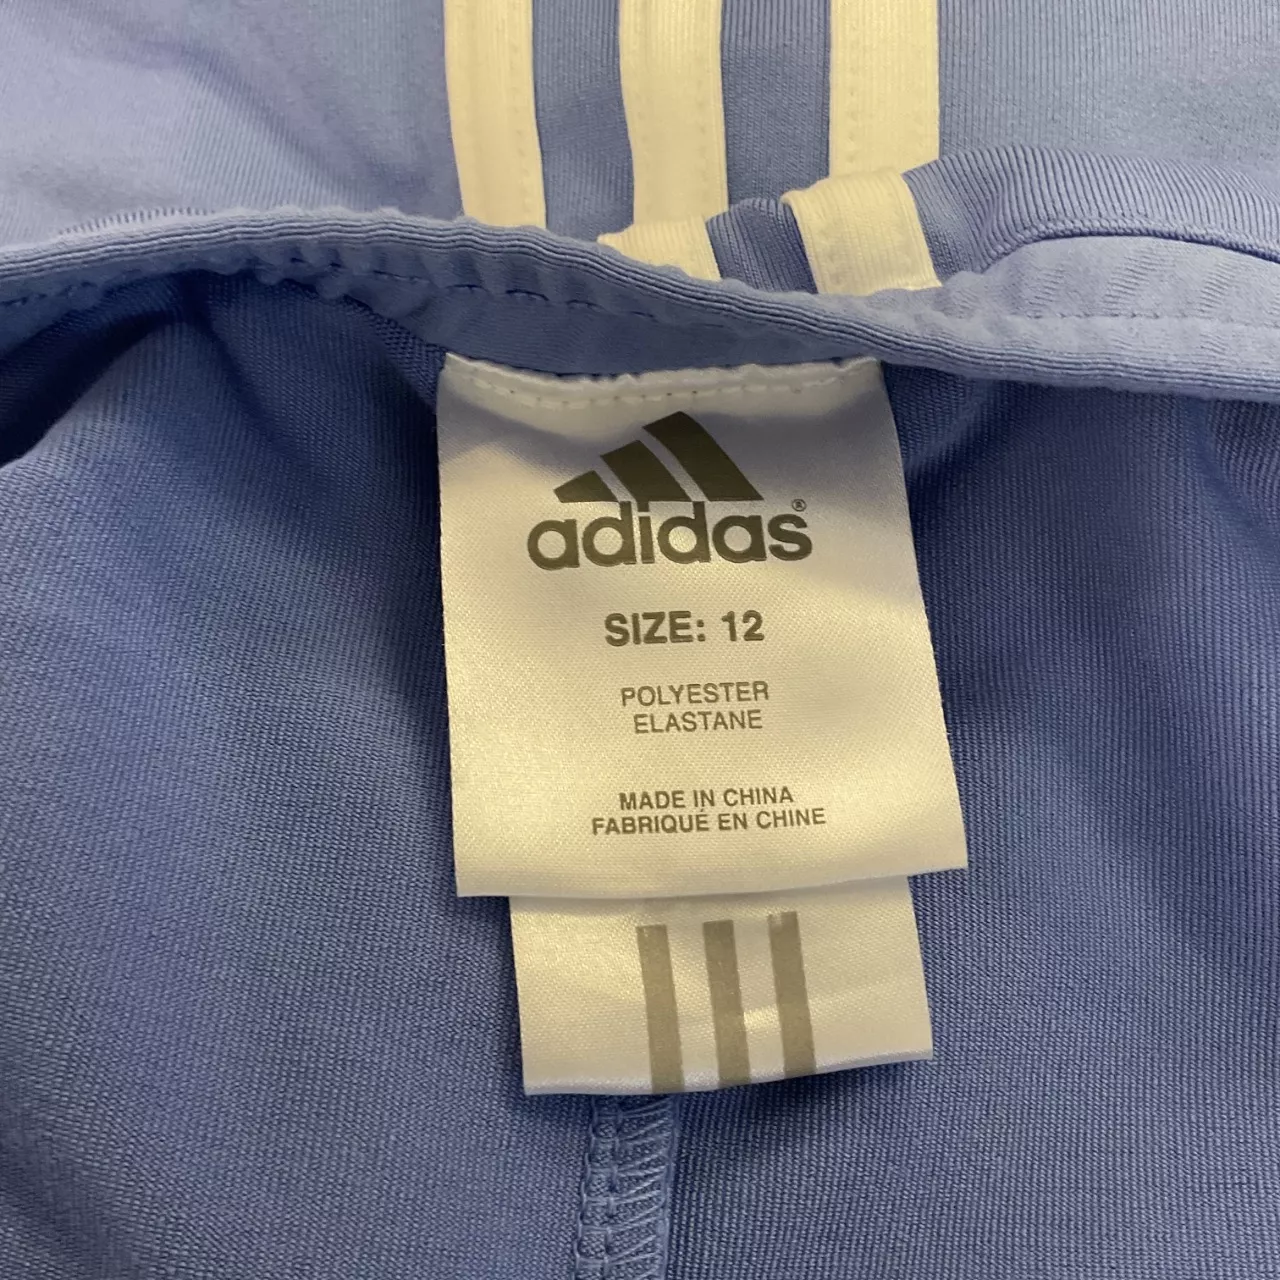 adidas®
SIZE: 12
POLYESTER
ELASTANE
MADE IN CHINA
FABRIQUÉ EN CHINE